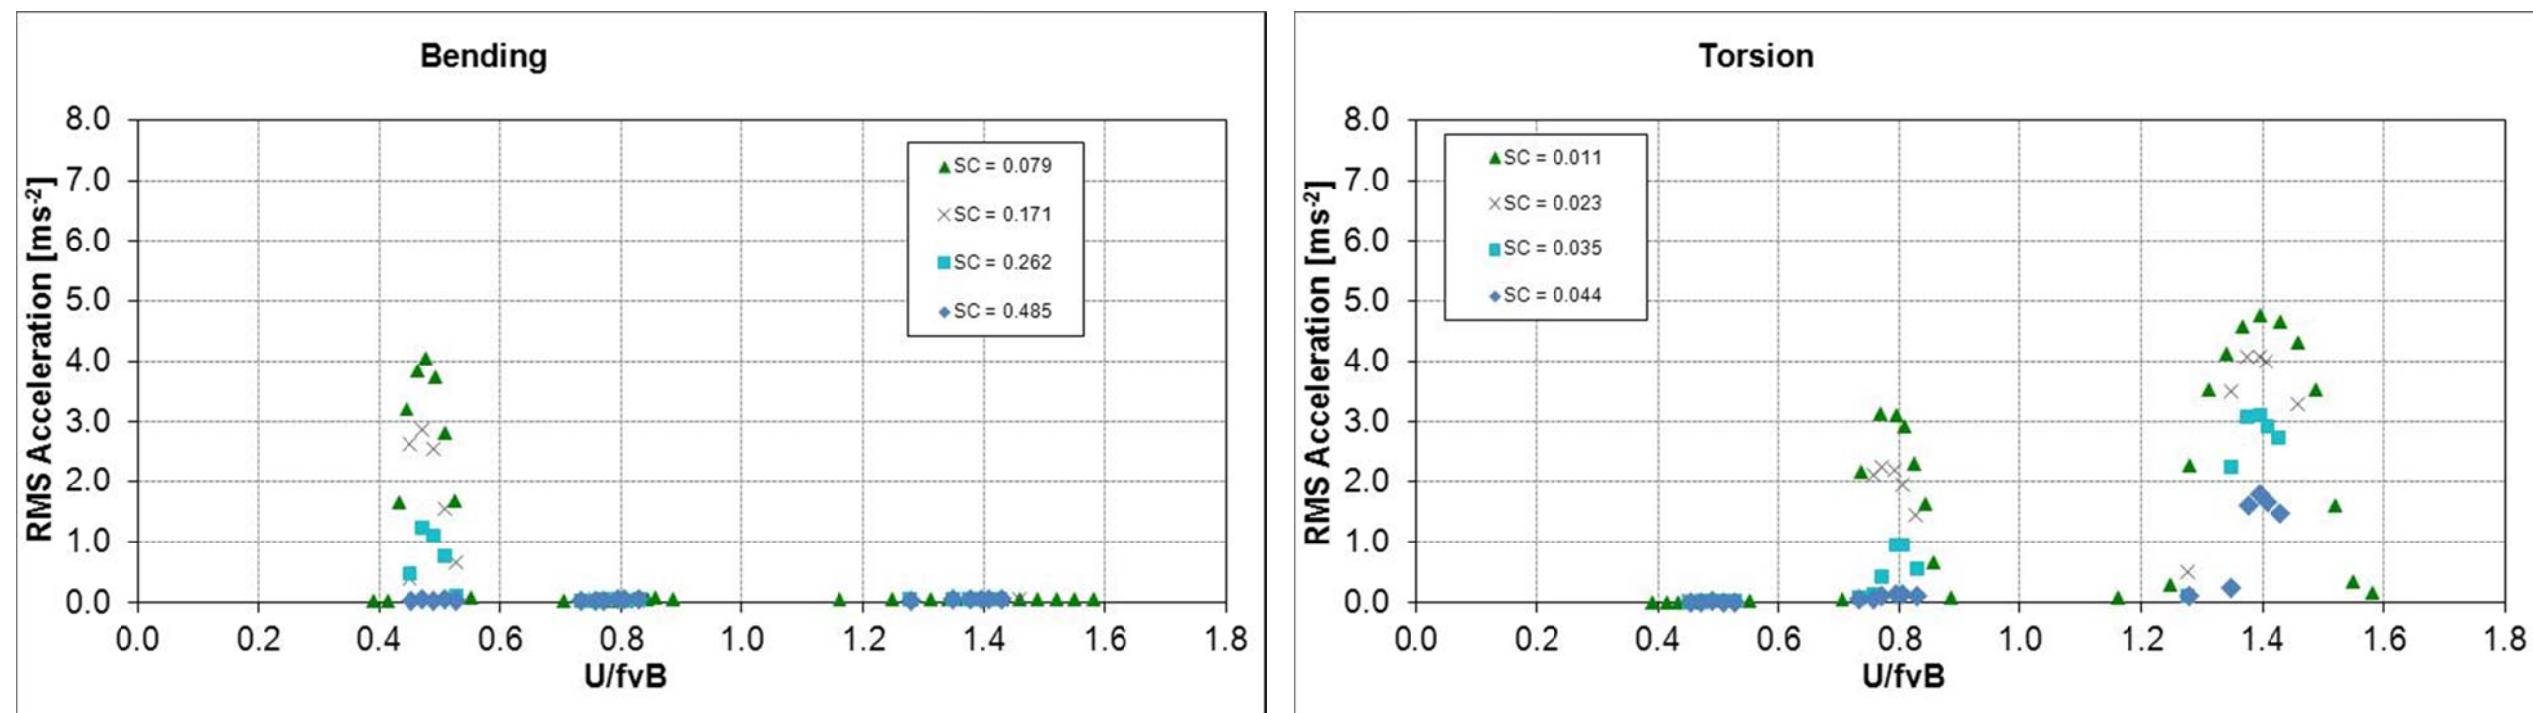 Bending
RMS Acceleration [ms-2]
8.0
7.0
6.0
5.0
4.0
3.0
2.0
1.0
0.0
0.0 0.2 0.4 0.6 0.8 1.0 1.2 1.4 1.6 1.8
U/fvB
SC = 0.079
SC = 0.171
SC = 0.262
SC = 0.485
Torsion
RMS Acceleration [ms-2]
8.0
7.0
6.0
5.0
4.0
3.0
2.0
1.0
0.0
0.0 0.2 0.4 0.6 0.8 1.0 1.2 1.4 1.6 1.8
U/fvB
SC = 0.011
SC = 0.023
SC = 0.035
SC = 0.044